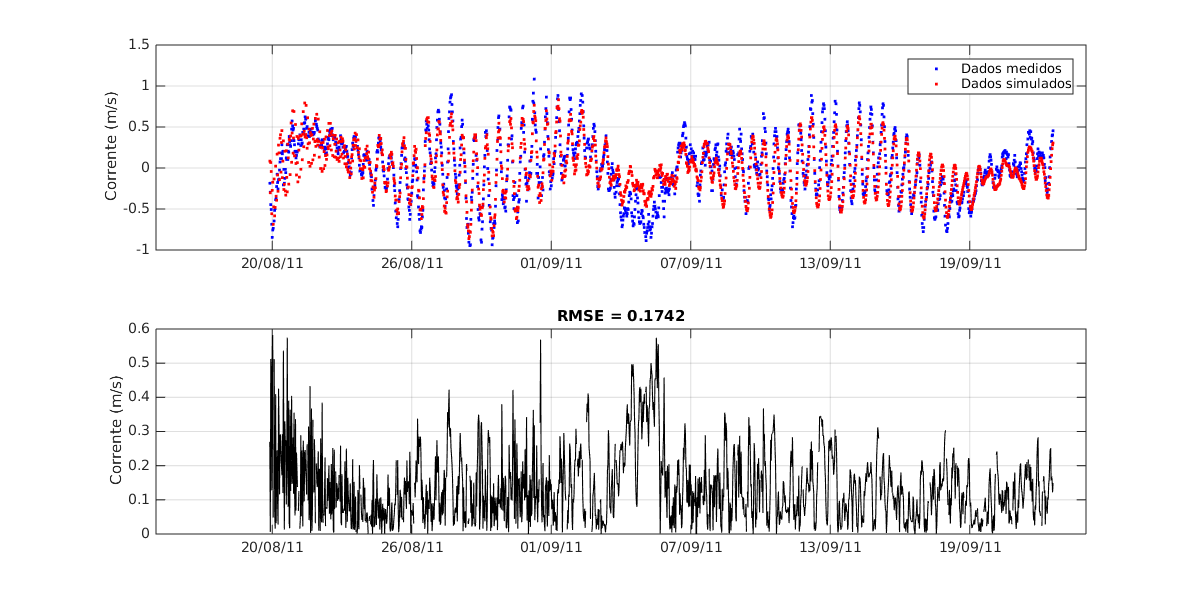 1.5
1
0.5
0
-0.5
-1
Corrente (m/s)
Dados medidos
Dados simulados
20/08/11 26/08/11 01/09/11 07/09/11 13/09/11 19/09/11
RMSE = 0.1742
0.6
0.5
0.4
0.3
0.2
0.1
0
Corrente (m/s)
20/08/11 26/08/11 01/09/11 07/09/11 13/09/11 19/09/11